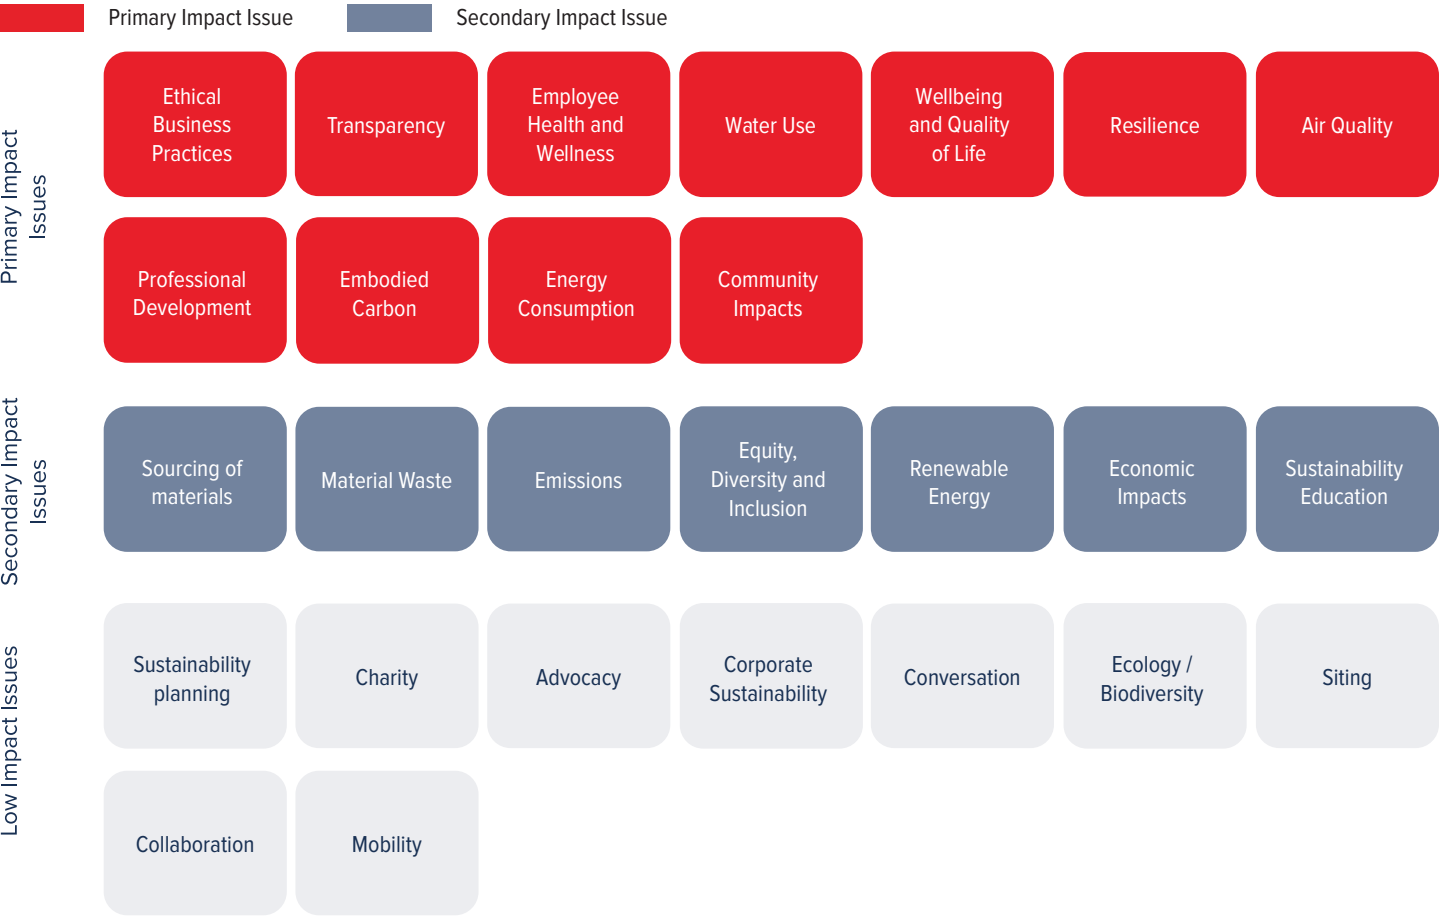 Primary Impact Issue
Secondary Impact Issue
Primary Impact
Issues
Ethical
Business
Practices
Transparency
Employee
Health and
Wellness
Water Use
Wellbeing
and Quality
of Life
Resilience
Air Quality
Professional
Development
Embodied
Carbon
Energy
Consumption
Community
Impacts
Secondary Impact
Issues
Sourcing of
materials
Material Waste
Emissions
Equity,
Diversity and
Inclusion
Renewable
Energy
Economic
Impacts
Sustainability
Education
Low Impact Issues
Sustainability
planning
Charity
Advocacy
Corporate
Sustainability
Conversation
Ecology /
Biodiversity
Siting
Collaboration
Mobility